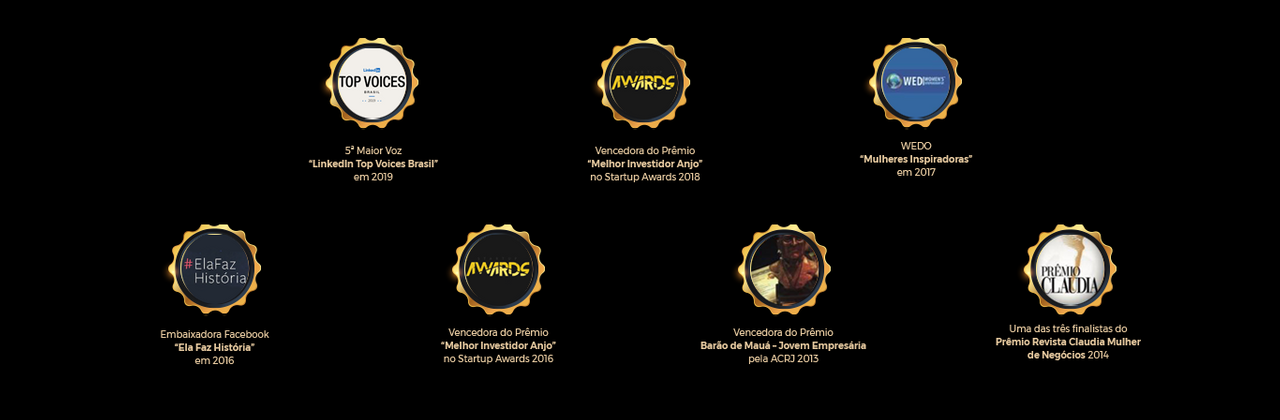 LinkedIn
TOP VOICES
BRASIL
2019
5ª Maior Voz
“LinkedIn Top Voices Brasil”
em 2019
AWARDS
Vencedora do Prêmio
“Melhor Investidor Anjo”
no Startup Awards 2018
WEDO
WEDO
“Mulheres Inspiradoras”
em 2017
#ElaFaz
História
Embaixadora Facebook
“Ela Faz História”
em 2016
AWARDS
Vencedora do Prêmio
“Melhor Investidor Anjo”
no Startup Awards 2016
Vencedora do Prêmio
Barão de Mauá – Jovem Empresária
pela ACRJ 2013
PRÊMIO
CLAUDIA
Uma das três finalistas do
Prêmio Revista Claudia Mulher
de Negócios 2014